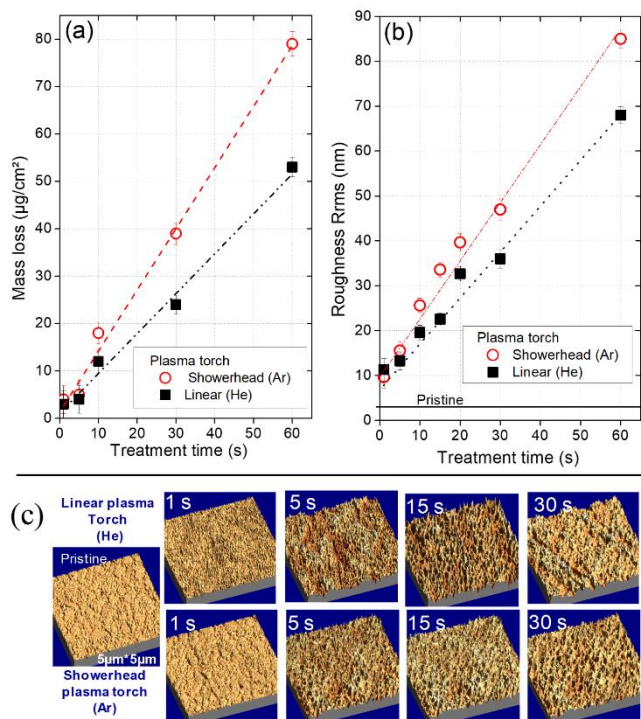 (a)
Mass loss (µg/cm²)
80
70
60
50
40
30
20
10
0
0 10 20 30 40 50 60
Treatment time (s)
Plasma torch
Showerhead (Ar)
Linear (He)
(b)
Roughness Rrms (nm)
90
80
70
60
50
40
30
20
10
0
0 10 20 30 40 50 60
Treatment time (s)
Plasma torch
Showerhead (Ar)
Linear (He)
Pristine
(c)
Linear plasma
Torch
(He)
Pristine
5µm*5µm
Showerhead
plasma torch
(Ar)
1 s
5 s
15 s
30 s
1 s
5 s
15 s
30 s